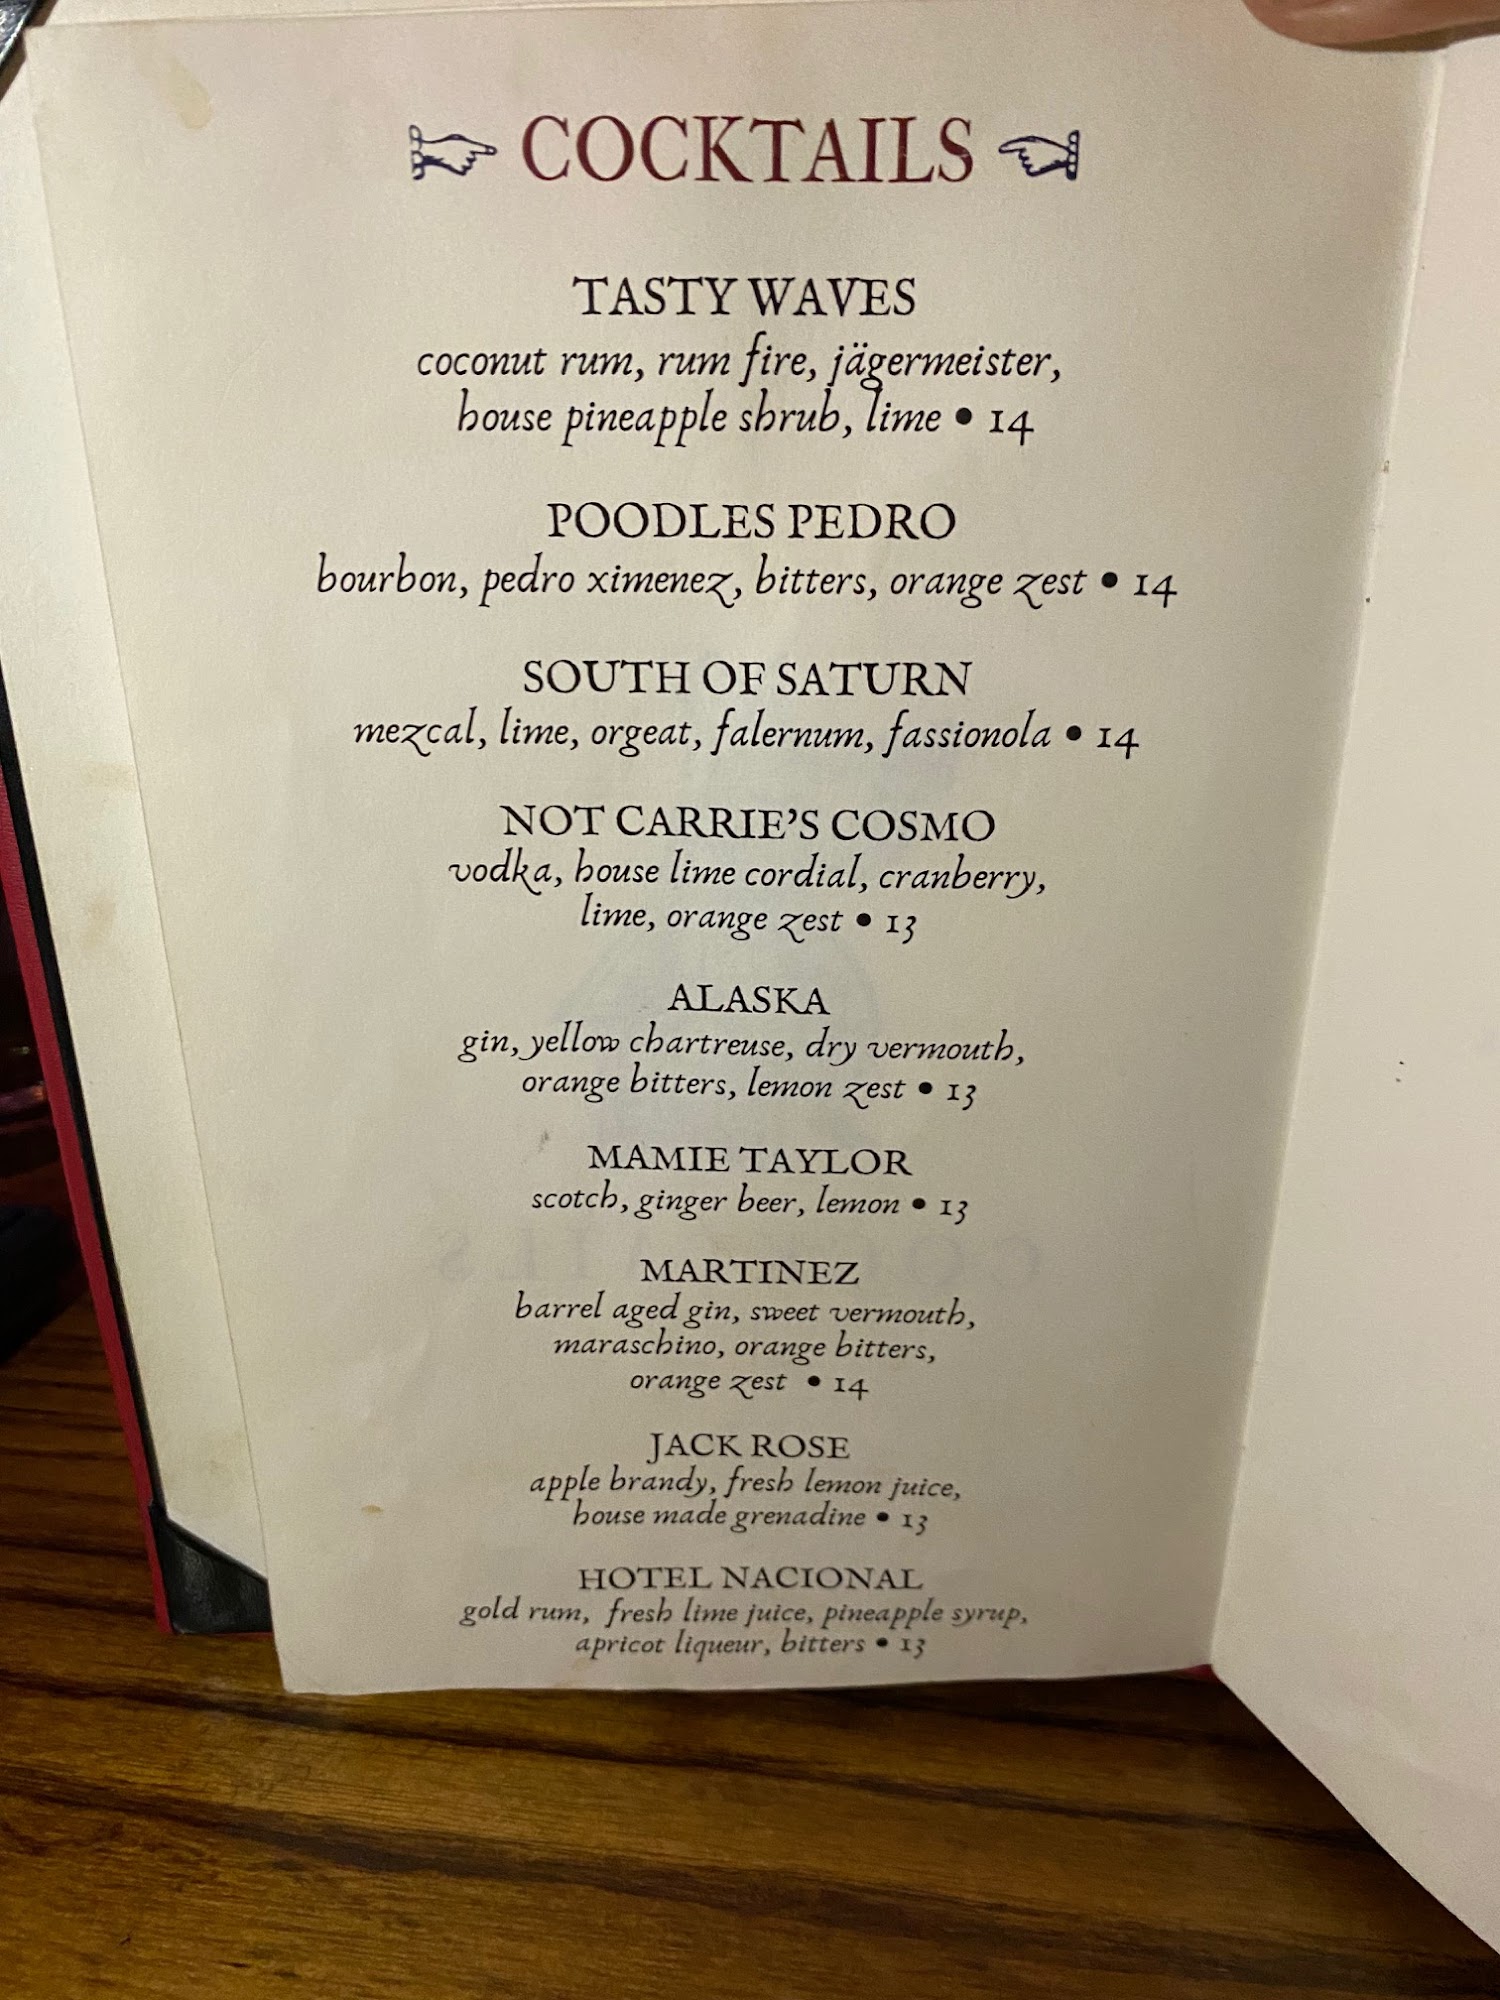 COCKTAILS
TASTY WAVES
coconut rum, rum fire, jägermeister,
house pineapple shrub, lime • 14
POODLES PEDRO
bourbon, pedro ximenez, bitters, orange zest • 14
SOUTH OF SATURN
mezcal, lime, orgeat, falernum, fassionola • 14
NOT CARRIE'S COSMO
vodka, house lime cordial, cranberry,
lime, orange zest • 13
ALASKA
gin, yellow chartreuse, dry vermouth,
orange bitters, lemon zest • 13
MAMIE TAYLOR
scotch, ginger beer, lemon • 13
MARTINEZ
barrel aged gin, sweet vermouth,
maraschino, orange bitters,
orange zest • 14
JACK ROSE
apple brandy, fresh lemon juice,
house made grenadine • 13
HOTEL NACIONAL
gold rum, fresh lime juice, pineapple syrup,
apricot liqueur, bitters • 13